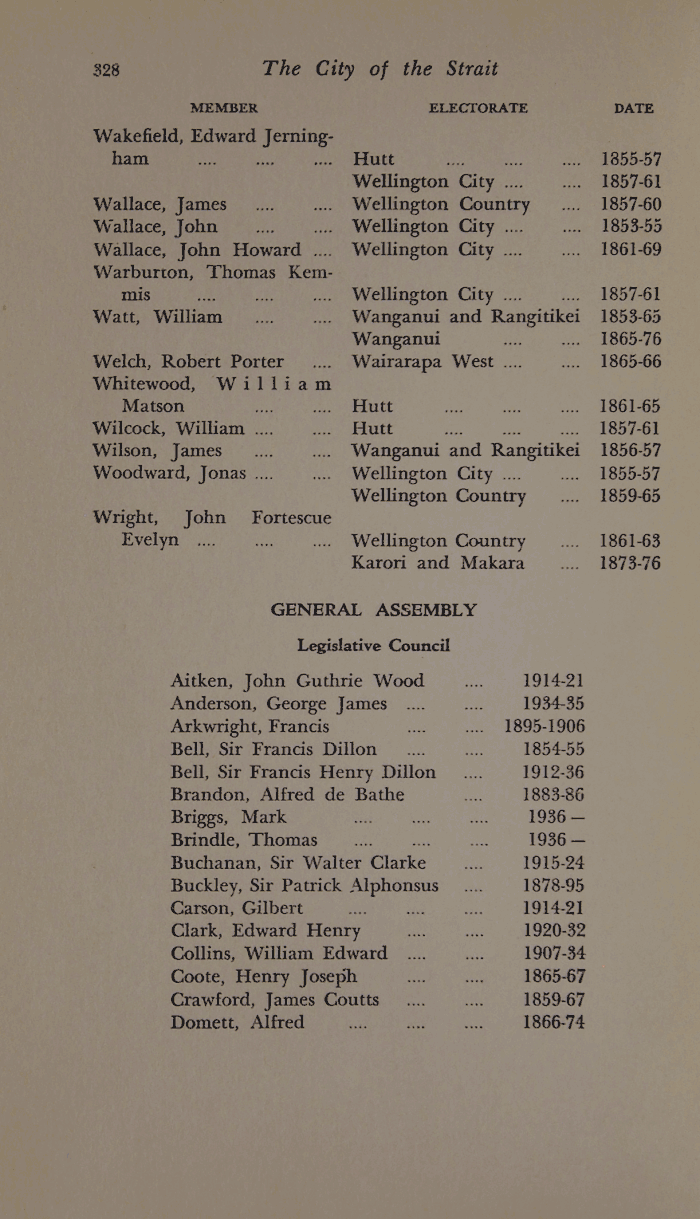 328 The City of the Strait
MEMBER ELECTORATE DATE
Wakefield, Edward Jerning-
ham .... .... .... Hutt .... .... .... 1855-57
Wellington City .... .... 1857-61
Wallace, James .... .... Wellington Country .... 1857-60
Wallace, John .... .... Wellington City .... .... 1853-55
Wallace, John Howard .... Wellington City .... .... 1861-69
Warburton, Thomas Kem-
mis .... .... .... Wellington City .... .... 1857-61
Watt, William .... .... Wanganui and Rangitikei 1853-65
Wanganui .... .... 1865-76
Welch, Robert Porter .... Wairarapa West .... .... 1865-66
Whitewood, William
Matson .... .... Hutt .... .... .... 1861-65
Wilcock, William .... .... Hutt .... .... .... 1857-61
Wilson, James .... .... Wanganui and Rangitikei 1856-57
Woodward, Jonas .... .... Wellington City .... .... 1855-57
Wellington Country .... 1859-65
Wright, John Fortescue
Evelyn .... .... .... Wellington Country .... 1861-63
Karori and Makara .... 1873-76
GENERAL ASSEMBLY
Legislative Council
Aitken, John Guthrie Wood .... 1914-21
Anderson, George James .... .... 1934-35
Arkwright, Francis .... .... 1895-1906
Bell, Sir Francis Dillon .... .... 1854-55
Bell, Sir Francis Henry Dillon .... 1912-36
Brandon, Alfred de Bathe .... 1883-86
Briggs, Mark .... .... .... 1936 —
Brindle, Thomas .... .... .... 1936 —
Buchanan, Sir Walter Clarke .... 1915-24
Buckley, Sir Patrick Alphonsus .... 1878-95
Carson, Gilbert .... .... .... 1914-21
Clark, Edward Henry .... .... 1920-32
Collins, William Edward .... .... 1907-34
Coote, Henry Joseph .... .... 1865-67
Crawford, James Coutts .... .... 1859-67
Domett, Alfred .... .... .... 1866-74